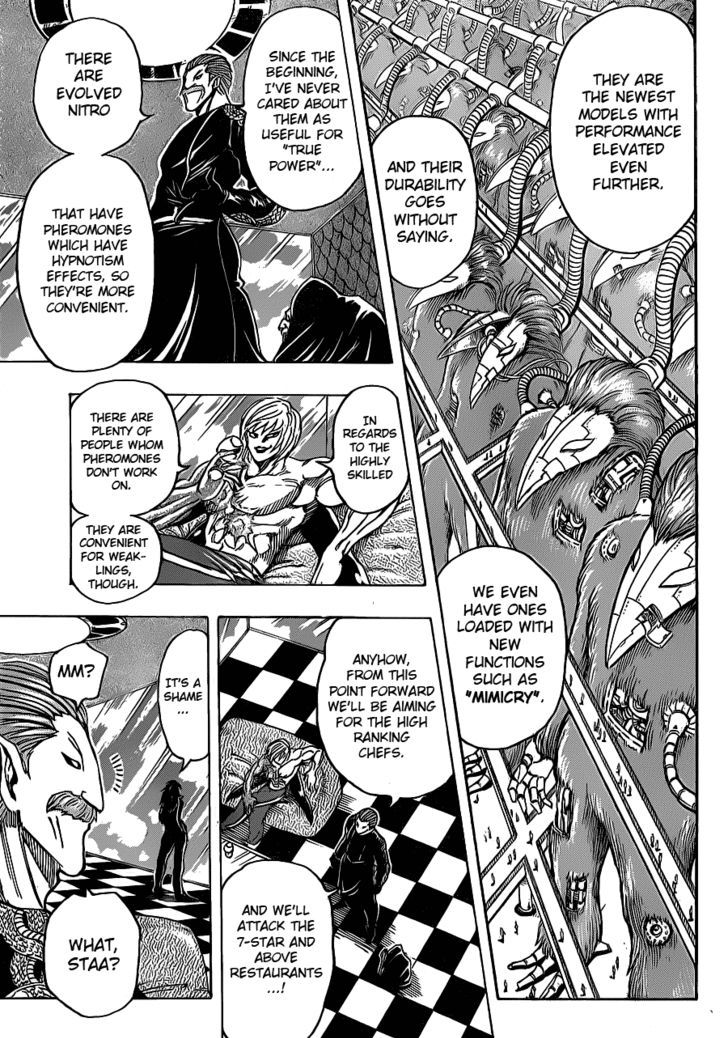 THEY ARE
THE NEWEST
MODELS WITH
PERFORMANCE
ELEVATED
EVEN
FURTHER.
AND THEIR
DURABILITY
GOES
WITHOUT
SAYING.
WE EVEN
HAVE ONES
LOADED WITH
NEW
FUNCTIONS
SUCH AS
"MIMICRY".
SINCE THE
BEGINNING,
I'VE NEVER
CARED ABOUT
THEM AS
USEFUL FOR
"TRUE
POWER"...
THERE
ARE
EVOLVED
NITRO
THAT HAVE
PHEROMONES
WHICH HAVE
HYPNOTISM
EFFECTS, SO
THEY'RE MORE
CONVENIENT.
IN
REGARDS
TO THE
HIGHLY
SKILLED
THERE ARE
PLENTY OF
PEOPLE WHOM
PHEROMONES
DON'T WORK
ON.
THEY ARE
CONVENIENT
FOR WEAK-
LINGS,
THOUGH.
ANYHOW,
FROM THIS
POINT FORWARD
WE'LL BE AIMING
FOR THE HIGH
RANKING
CHEFS.
AND WE'LL
ATTACK THE
7-STAR AND
ABOVE
RESTAURANTS
...!
IT'S A
SHAME
...
MM?
WHAT,
STAA?